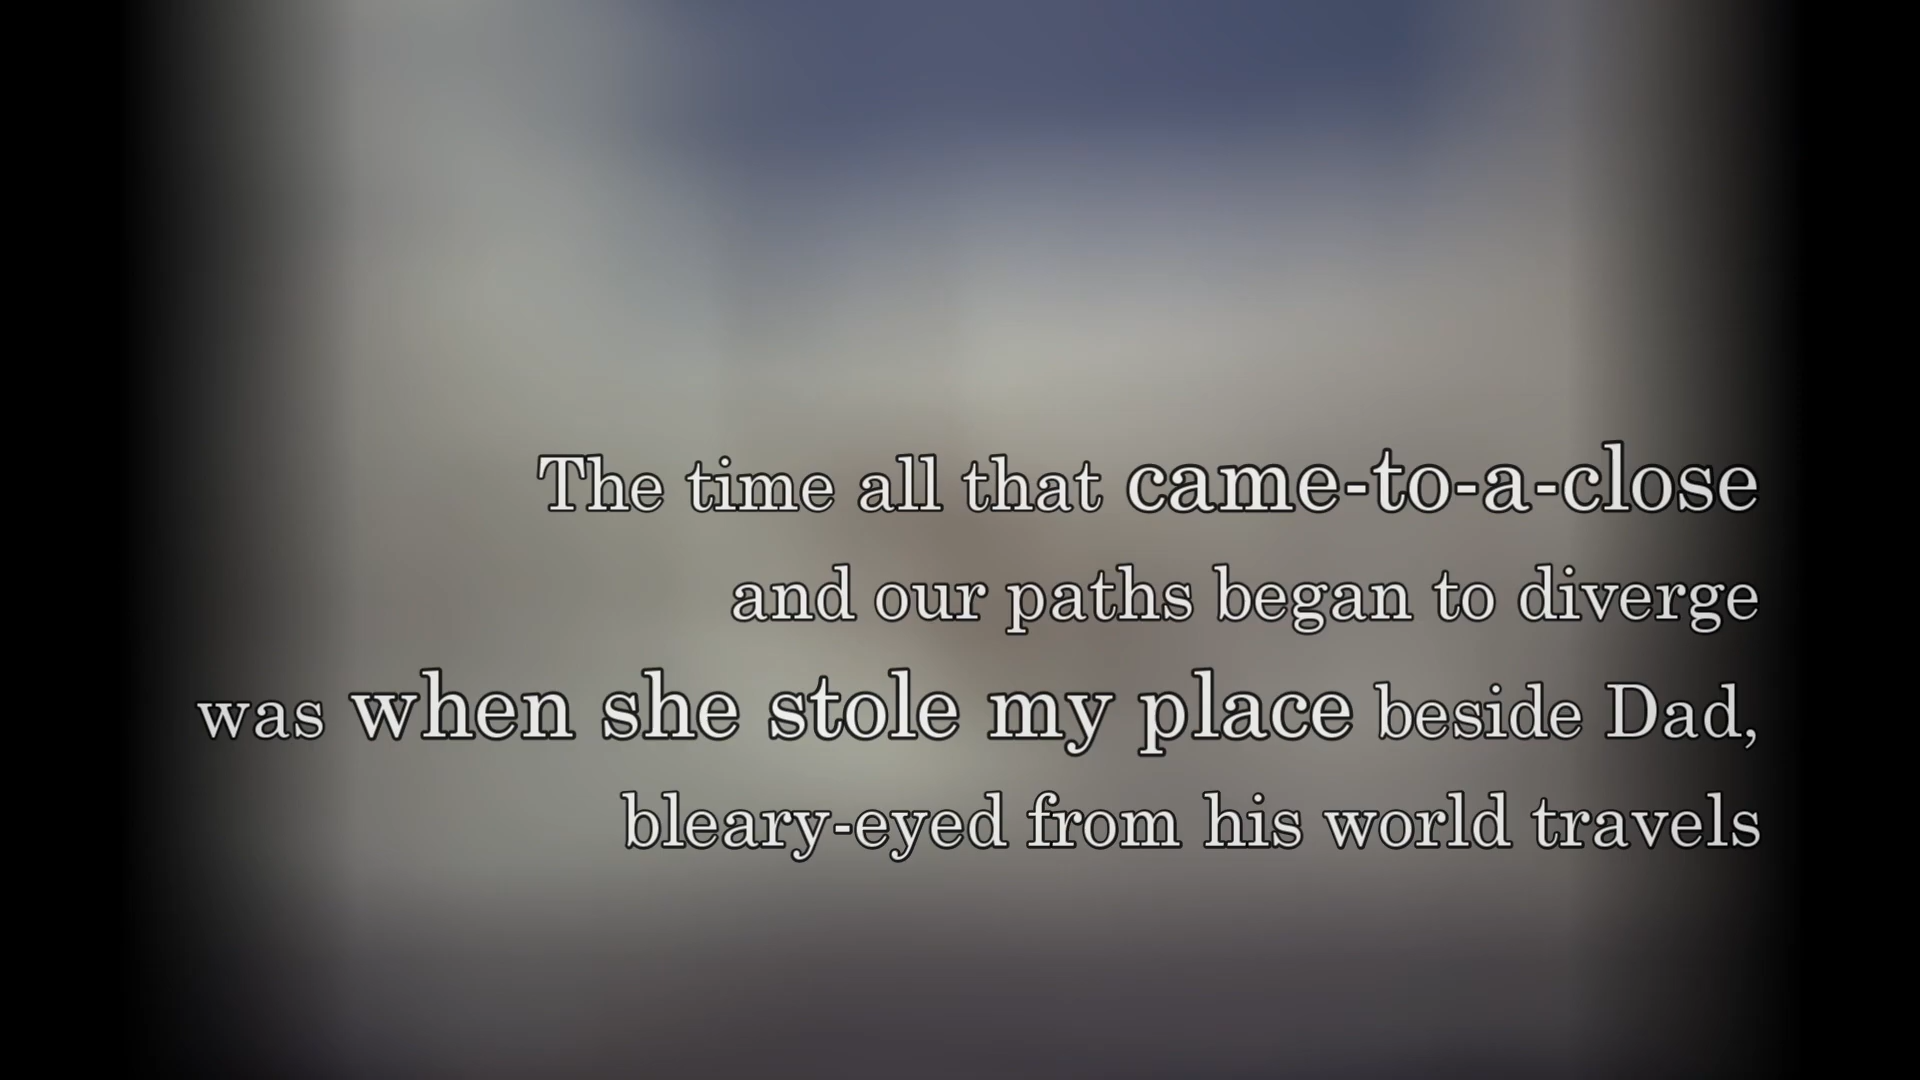 The time all that came-to-a-close
and our paths began to diverge
was when she stole my place beside Dad,
bleary-eyed from his world travels